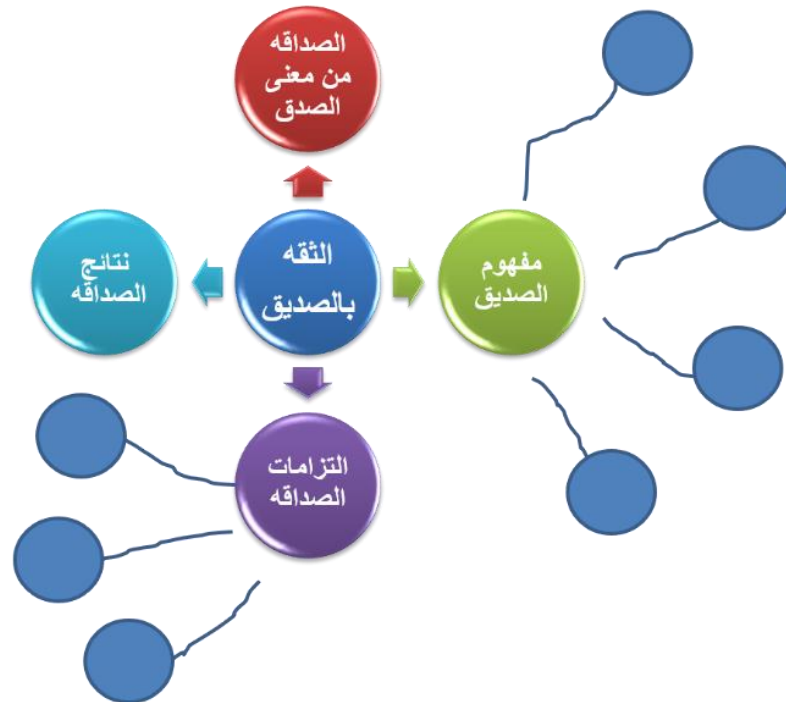 الصداقه
من معنى
الصدق
مفهوم
الصديق
الثقه
بالصديق
نتائج
الصداقه
التزامات
الصداقه